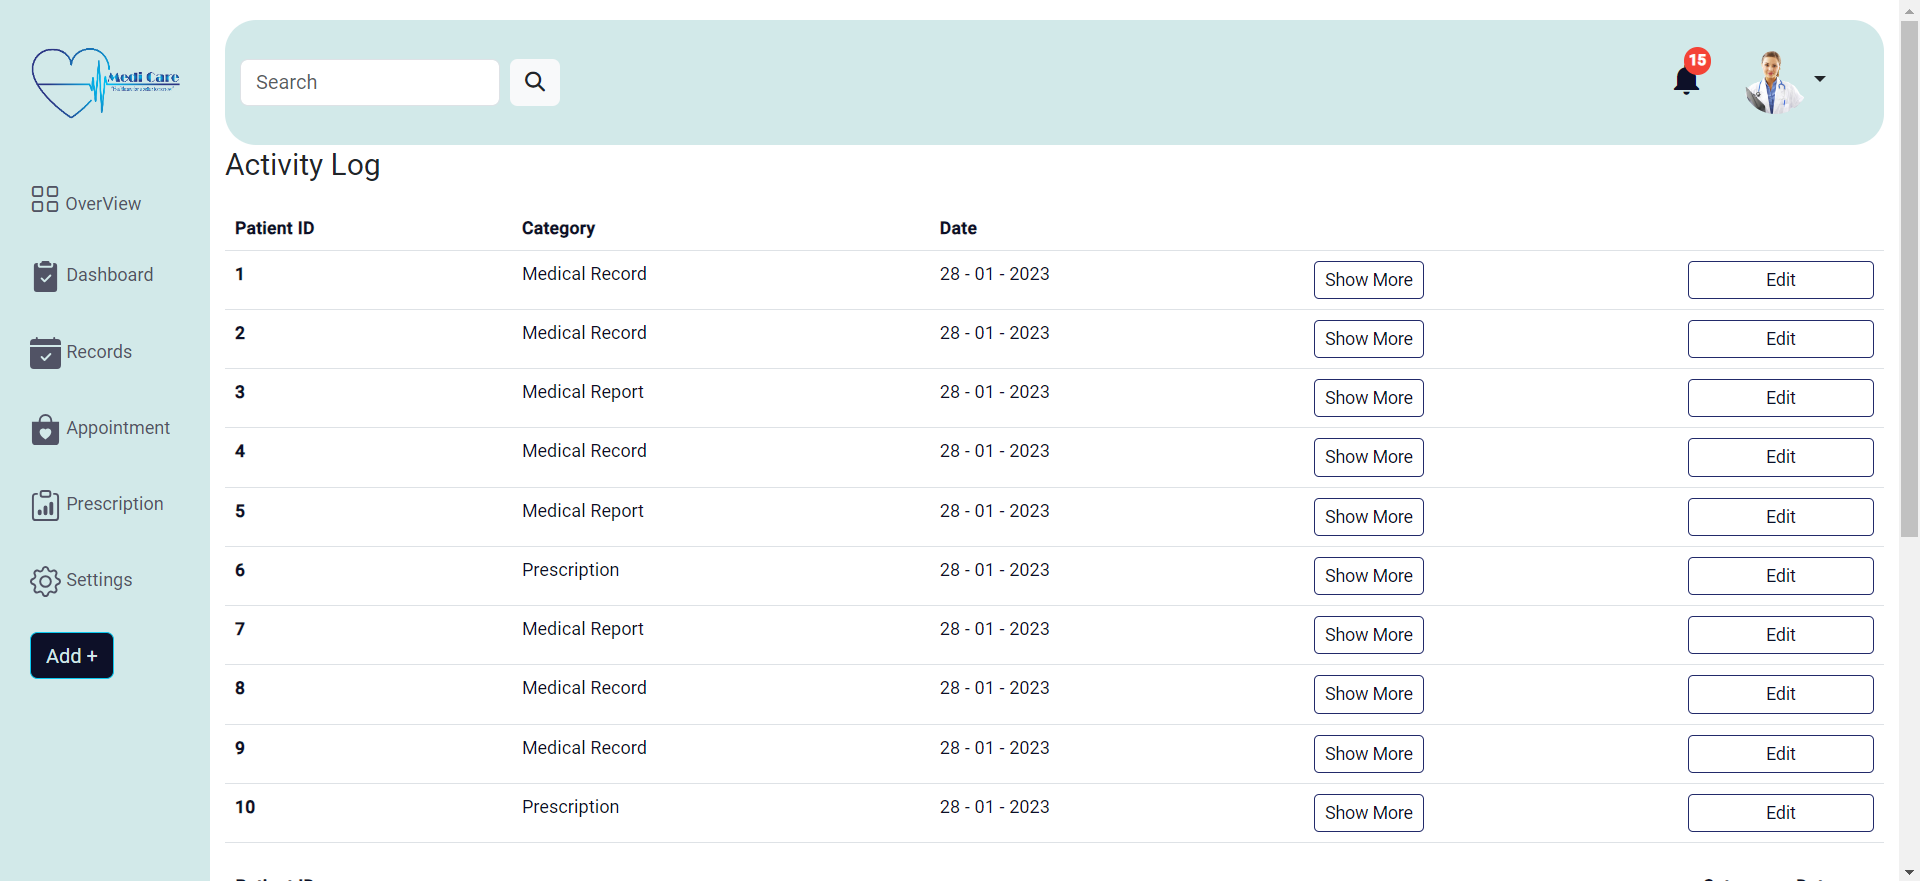 Medi Care
Search
15
Activity Log
OverView
Dashboard
Records
Appointment
Prescription
Settings
Add +
Patient ID Category Date
1 Medical Record 28 - 01 - 2023 Show More Edit
2 Medical Record 28 - 01 - 2023 Show More Edit
3 Medical Report 28 - 01 - 2023 Show More Edit
4 Medical Record 28 - 01 - 2023 Show More Edit
5 Medical Report 28 - 01 - 2023 Show More Edit
6 Prescription 28 - 01 - 2023 Show More Edit
7 Medical Report 28 - 01 - 2023 Show More Edit
8 Medical Record 28 - 01 - 2023 Show More Edit
9 Medical Record 28 - 01 - 2023 Show More Edit
10 Prescription 28 - 01 - 2023 Show More Edit